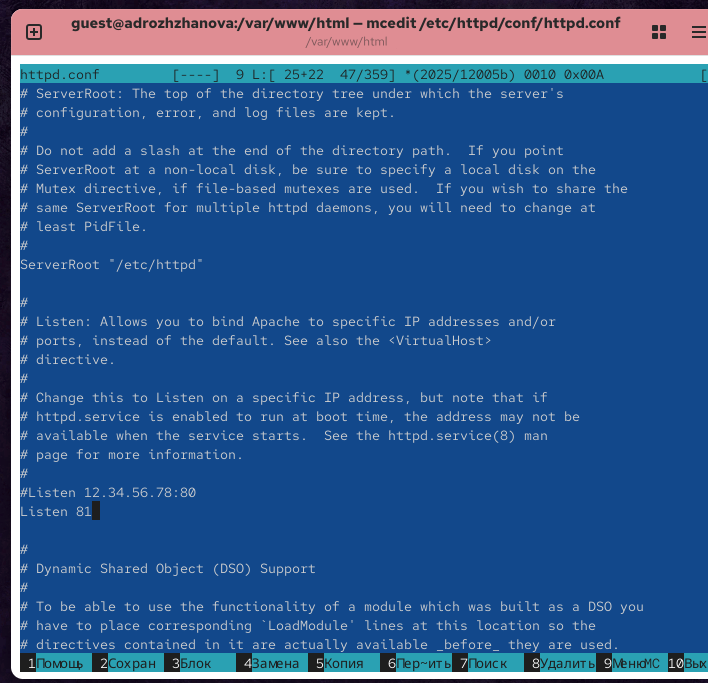 guest@adrozhzhanova:/var/www/html — mcedit /etc/httpd/conf/httpd.conf
/var/www/html
httpd.conf         [----]  9 L:[ 25+22  47/359] *(2025/12005b) 0010 0x00A            [
# ServerRoot: The top of the directory tree under which the server's
# configuration, error, and log files are kept.
#
# Do not add a slash at the end of the directory path.  If you point
# ServerRoot at a non-local disk, be sure to specify a local disk on the
# Mutex directive, if file-based mutexes are used.  If you wish to share the
# same ServerRoot for multiple httpd daemons, you will need to change at
# least PidFile.
#
ServerRoot "/etc/httpd"
#
# Listen: Allows you to bind Apache to specific IP addresses and/or
# ports, instead of the default. See also the <VirtualHost>
# directive.
#
# Change this to Listen on a specific IP address, but note that if
# httpd.service is enabled to run at boot time, the address may not be
# available when the service starts.  See the httpd.service(8) man
# page for more information.
#
#Listen 12.34.56.78:80
Listen 81
#
# Dynamic Shared Object (DSO) Support
#
# To be able to use the functionality of a module which was built as a DSO you
# have to place corresponding `LoadModule' lines at this location so the
# directives contained in it are actually available _before_ they are used.
1Помощь 2Сохран 3Блок 4Замена 5Копия 6Пер~ить 7Поиск 8Удалить 9МенюMC 10Вых